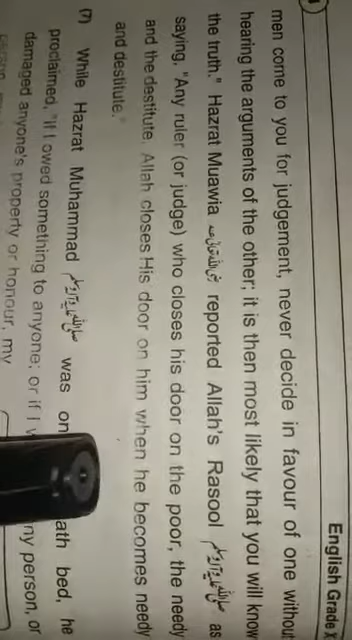 English Grade X
men come to you for judgement, never decide in favour of one without
hearing the arguments of the other; it is then most likely that you will know
the truth." Hazrat Muawia رضی اللہ تعالیٰ عنہ reported Allah's Rasool صلی اللہ علیہ وآلہ وسلم as
saying, "Any ruler (or judge) who closes his door on the poor, the needy
and the destitute, Allah closes His door on him when he becomes needy
and destitute."
(7) While Hazrat Muhammad صلی اللہ علیہ وآلہ وسلم was on ath bed, he
proclaimed, "If I owed something to anyone; or if I ny person, or
damaged anyone's property or honour, my